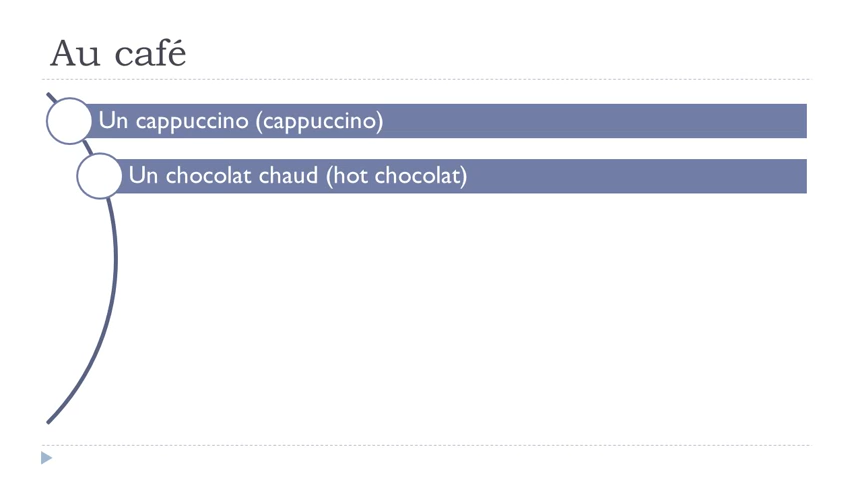 Au café
Un cappuccino (cappuccino)
Un chocolat chaud (hot chocolat)